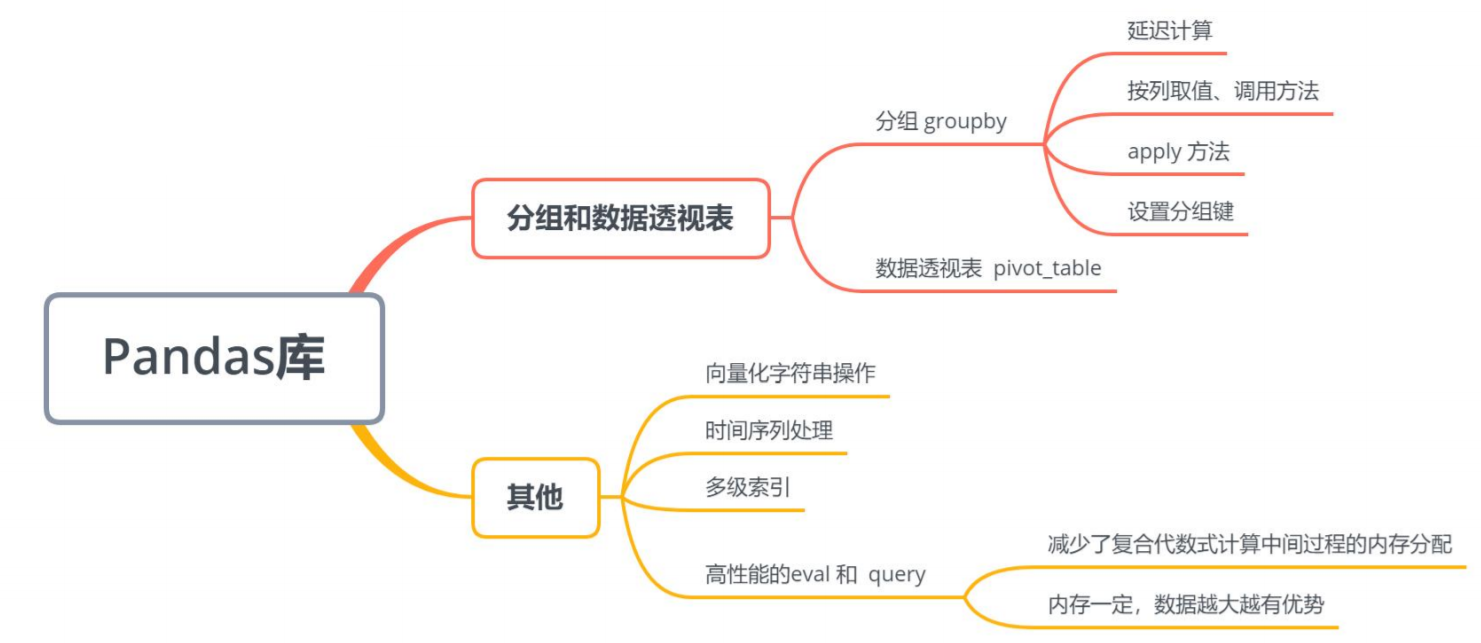 Pandas库
分组和数据透视表
分组 groupby
延迟计算
按列取值、调用方法
apply 方法
设置分组键
数据透视表 pivot_table
其他
向量化字符串操作
时间序列处理
多级索引
高性能的eval 和 query
减少了复合代数式计算中间过程的内存分配
内存一定，数据越大越有优势